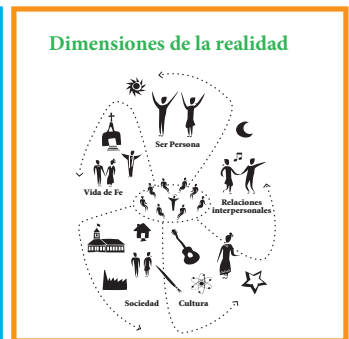 Dimensiones de la realidad
Ser Persona
Vida de Fe
Relaciones
interpersonales
Sociedad
Cultura